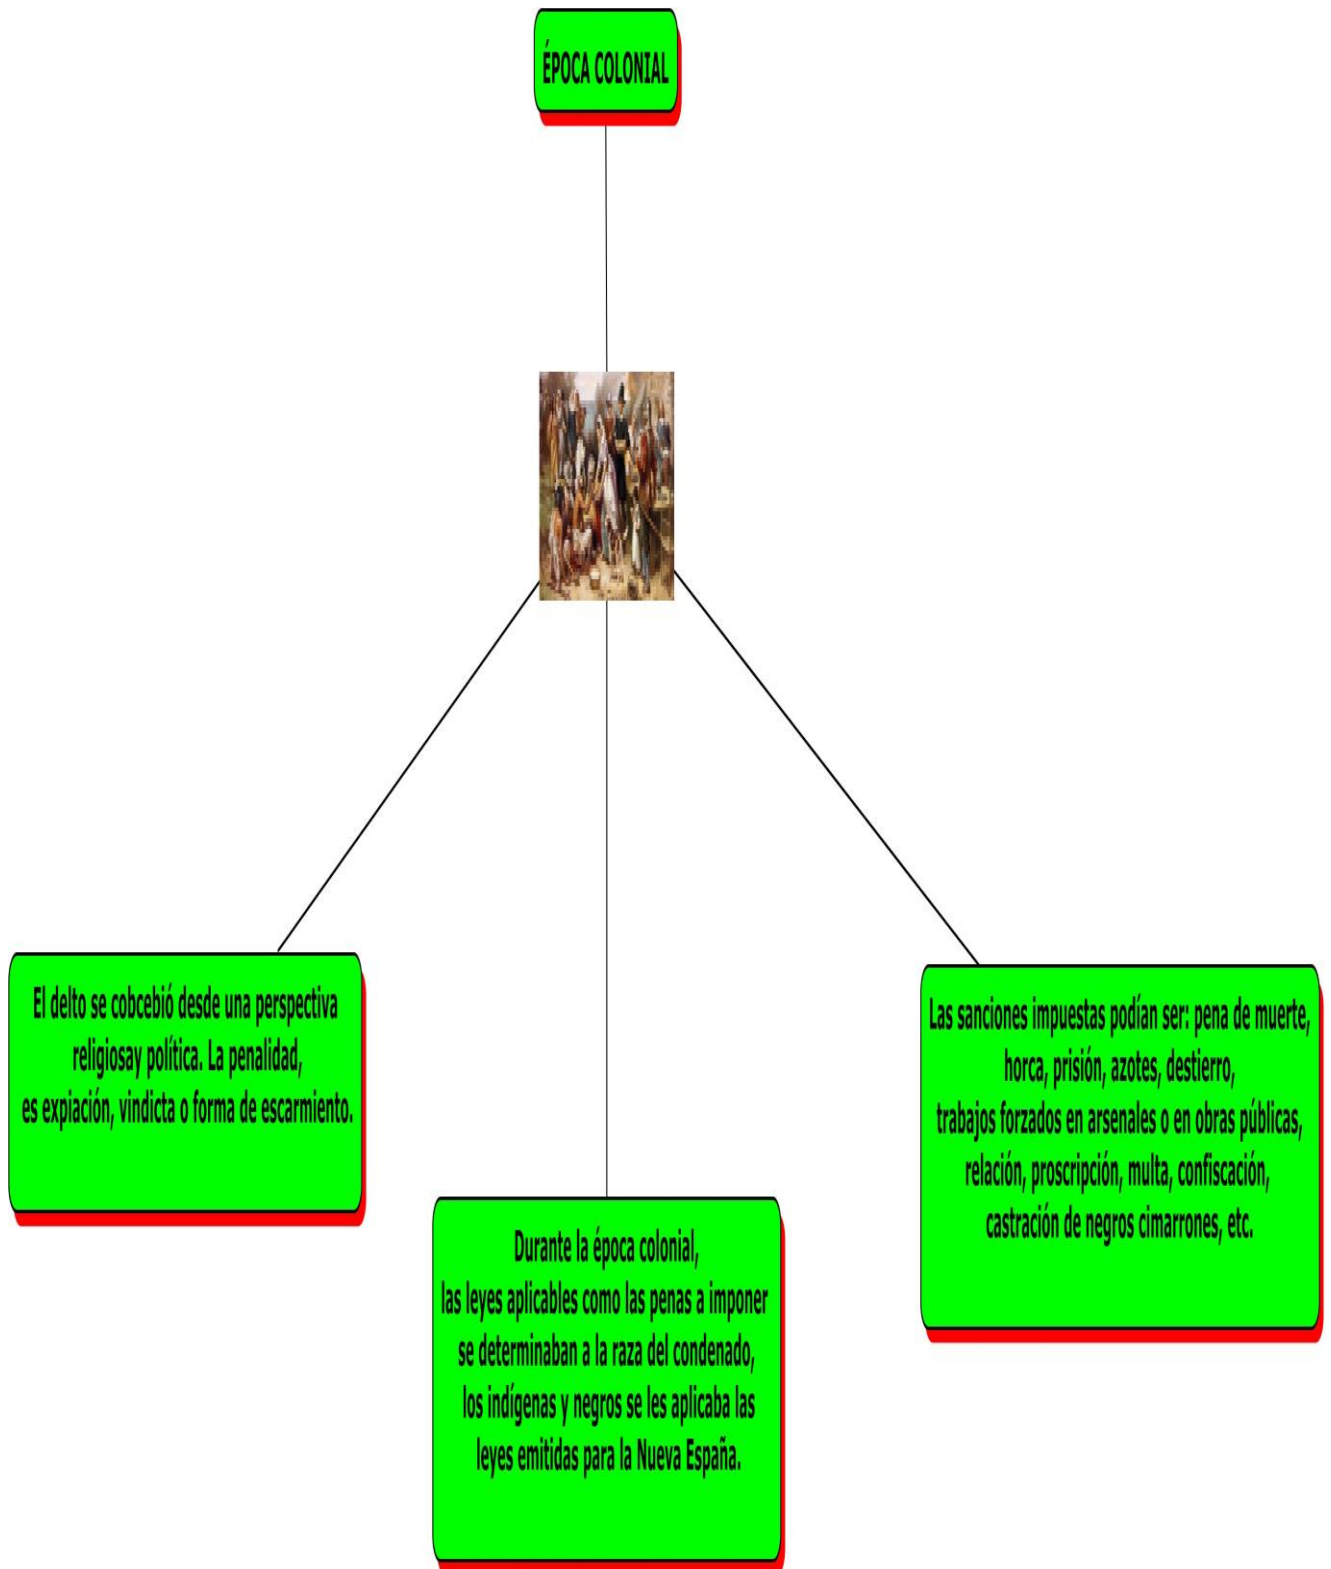 ÉPOCA COLONIAL
El delto se cobcebió desde una perspectiva
religiosay política. La penalidad,
es expiación, vindicta o forma de escarmiento.
Durante la época colonial,
las leyes aplicables como las penas a imponer
se determinaban a la raza del condenado,
los indígenas y negros se les aplicaba las
leyes emitidas para la Nueva España.
Las sanciones impuestas podían ser: pena de muerte,
horca, prisión, azotes, destierro,
trabajos forzados en arsenales o en obras públicas,
relación, proscripción, multa, confiscación,
castración de negros cimarrones, etc.